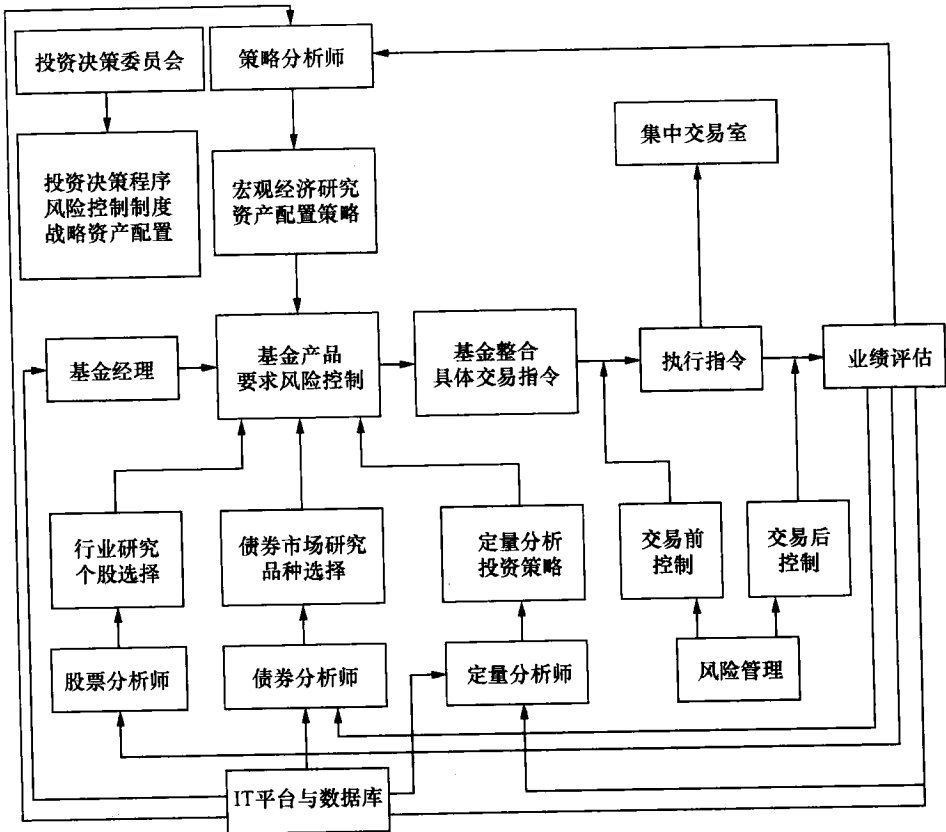 投资决策委员会
策略分析师
集中交易室
投资决策程序
风险控制制度
战略资产配置
宏观经济研究
资产配置策略
基金经理
基金产品
要求风险控制
基金整合
具体交易指令
执行指令
业绩评估
行业研究
个股选择
债券市场研究
品种选择
定量分析
投资策略
交易前
控制
交易后
控制
股票分析师
债券分析师
定量分析师
风险管理
IT平台与数据库